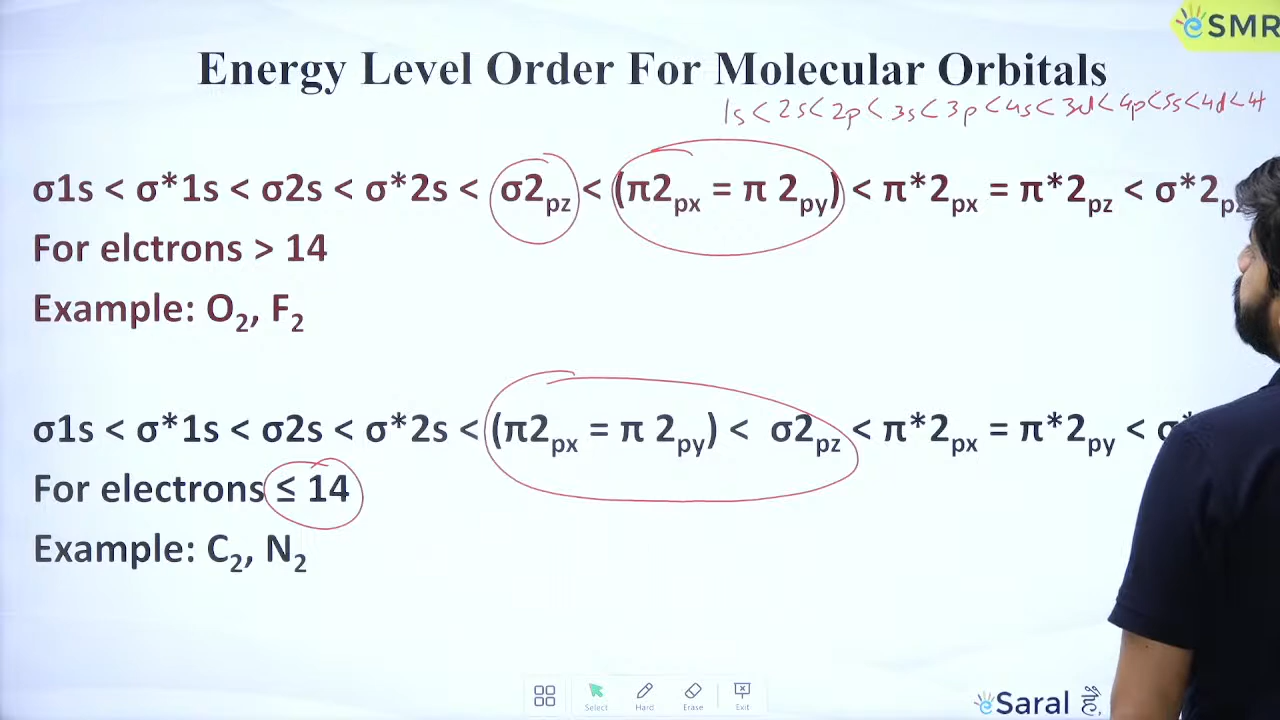 eSMR
Energy Level Order For Molecular Orbitals
1s < 2s < 2p < 3s < 3p < 4s < 3d < 4p < 5s < 4d < 4f
σ1s < σ*1s < σ2s < σ*2s < σ2pz < (π2px = π 2py) < π*2px = π*2pz < σ*2p
For elctrons > 14
Example: O2, F2
σ1s < σ*1s < σ2s < σ*2s < (π2px = π 2py) < σ2pz < π*2px = π*2py < σ*
For electrons ≤ 14
Example: C2, N2
Select Hard Erase Exit
eSaral है,